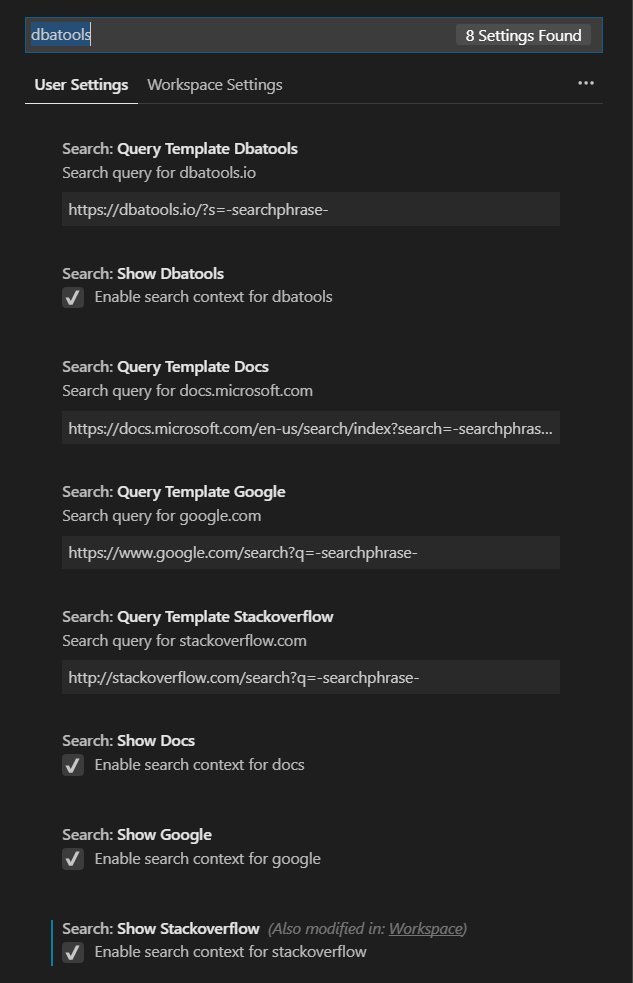 dbatools 8 Settings Found
User Settings Workspace Settings ...
Search: Query Template Dbatools
Search query for dbatools.io
https://dbatools.io/?s=-searchphrase-
Search: Show Dbatools
Enable search context for dbatools
Search: Query Template Docs
Search query for docs.microsoft.com
https://docs.microsoft.com/en-us/search/index?search=-searchphras...
Search: Query Template Google
Search query for google.com
https://www.google.com/search?q=-searchphrase-
Search: Query Template Stackoverflow
Search query for stackoverflow.com
http://stackoverflow.com/search?q=-searchphrase-
Search: Show Docs
Enable search context for docs
Search: Show Google
Enable search context for google
Search: Show Stackoverflow (Also modified in: Workspace)
Enable search context for stackoverflow